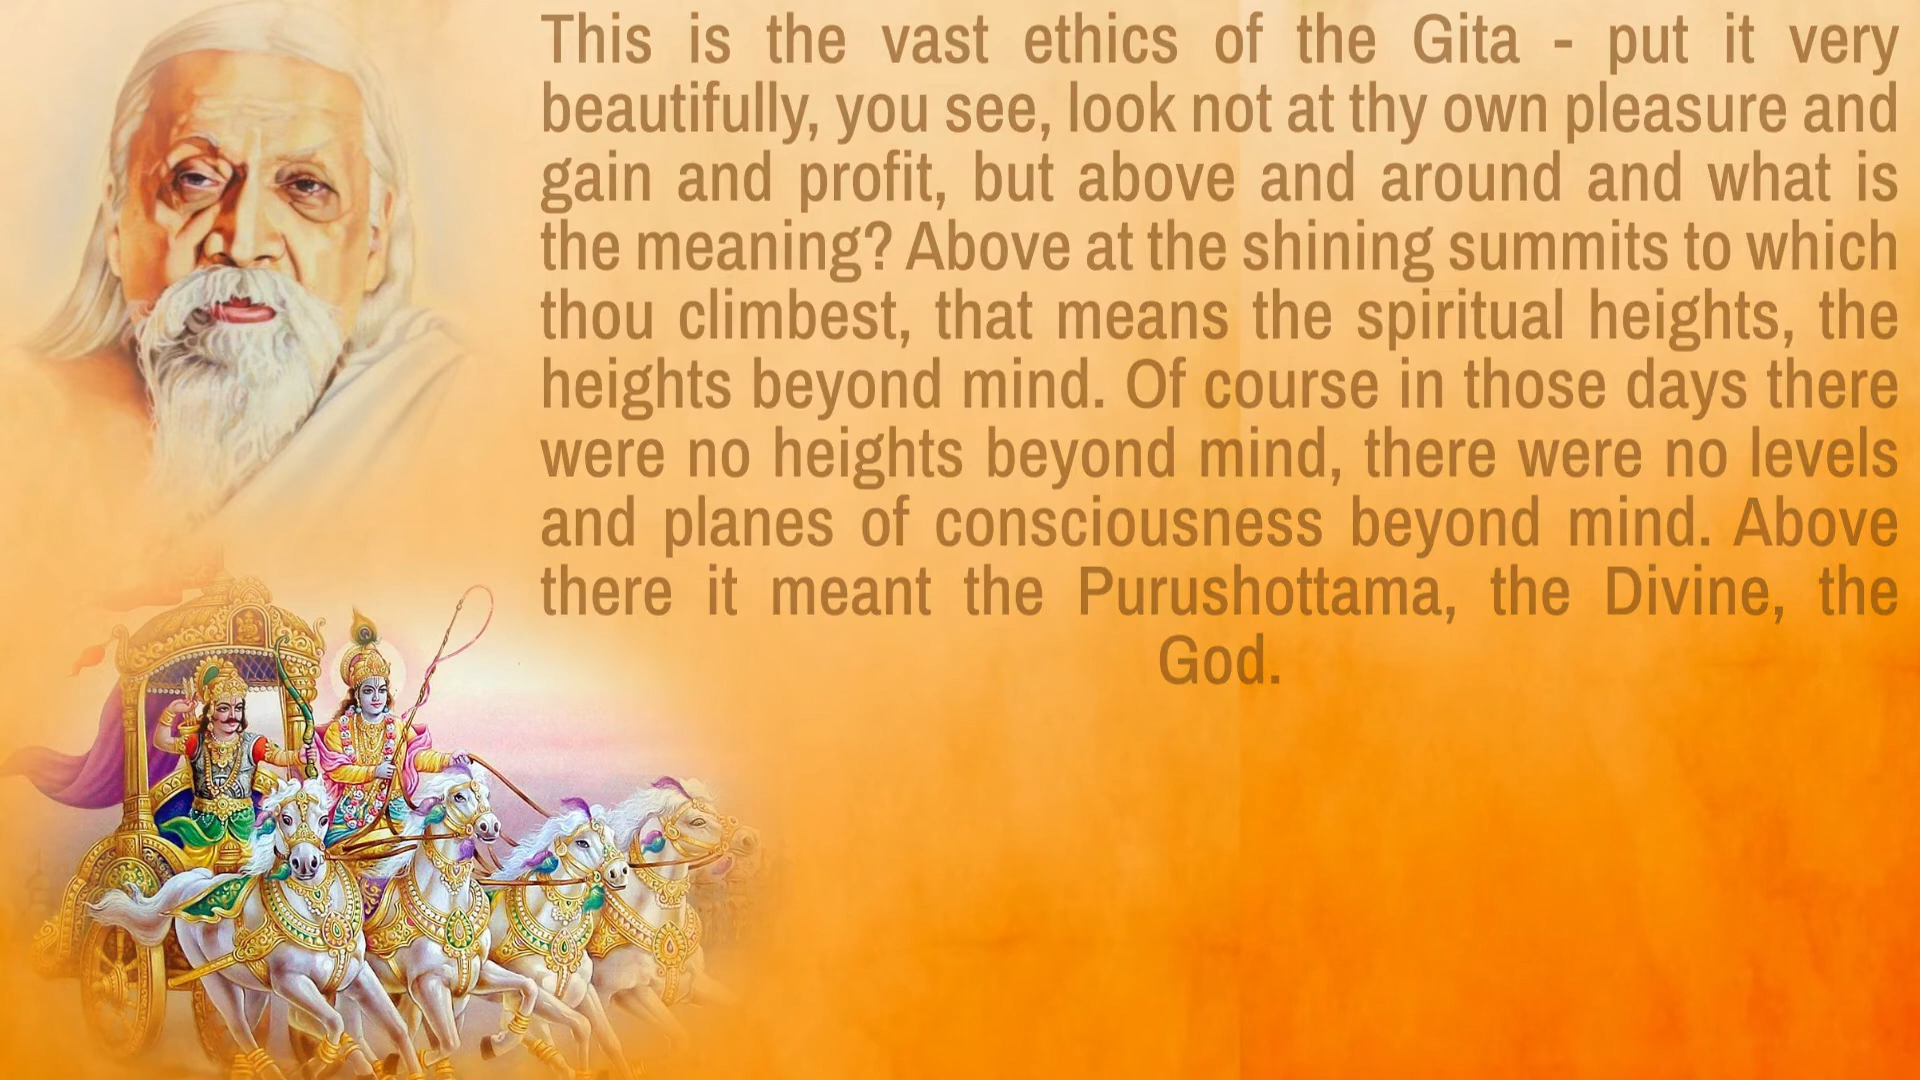 This is the vast ethics of the Gita - put it very
beautifully, you see, look not at thy own pleasure and
gain and profit, but above and around and what is
the meaning? Above at the shining summits to which
thou climbest, that means the spiritual heights, the
heights beyond mind. Of course in those days there
were no heights beyond mind, there were no levels
and planes of consciousness beyond mind. Above
there it meant the Purushottama, the Divine, the
God.